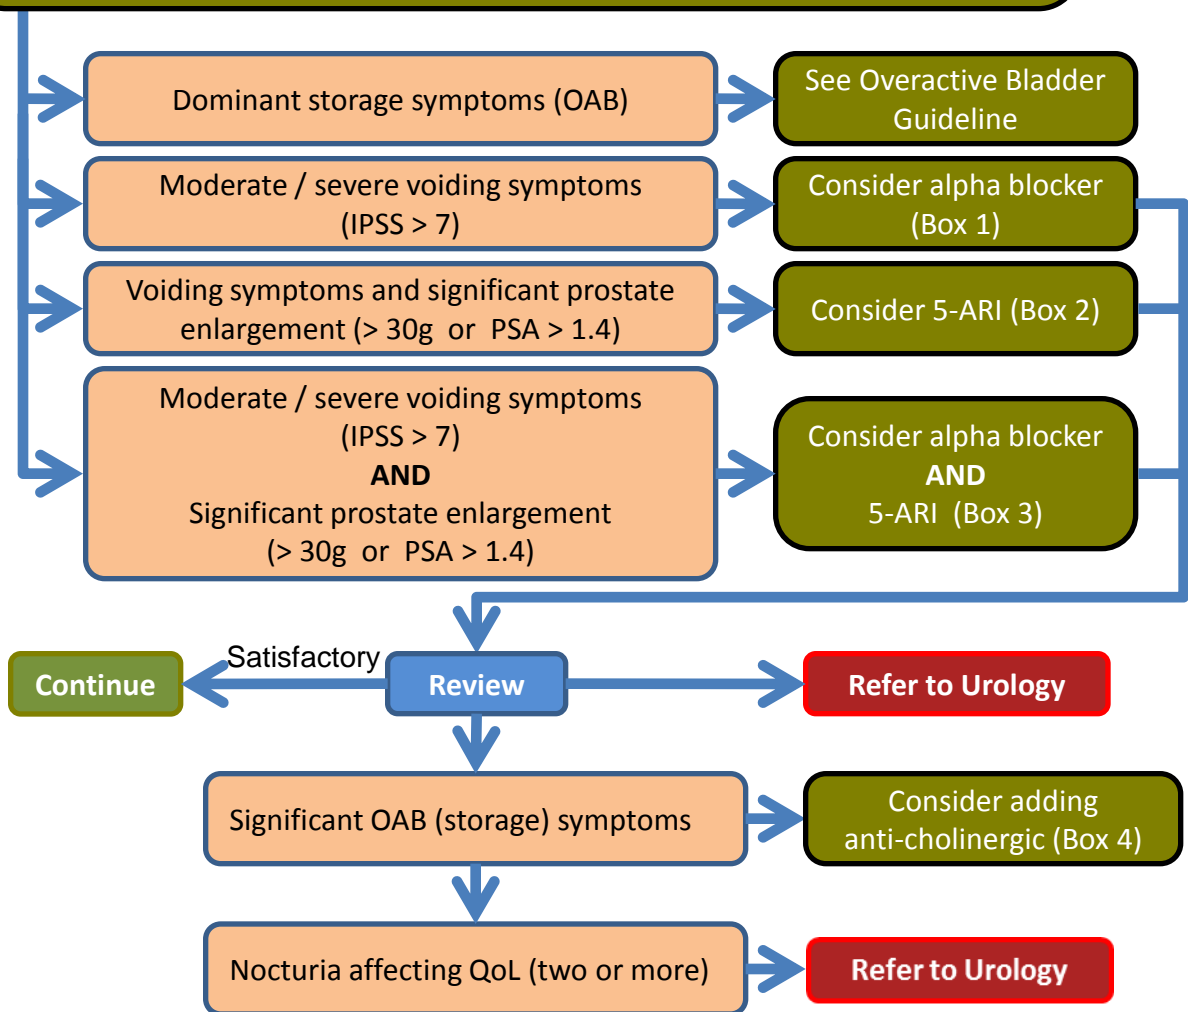 Dominant storage symptoms (OAB)
See Overactive Bladder
Guideline
Moderate / severe voiding symptoms
(IPSS > 7)
Consider alpha blocker
(Box 1)
Voiding symptoms and significant prostate
enlargement (> 30g or PSA > 1.4)
Consider 5-ARI (Box 2)
Moderate / severe voiding symptoms
(IPSS > 7)
AND
Significant prostate enlargement
(> 30g or PSA > 1.4)
Consider alpha blocker
AND
5-ARI (Box 3)
Continue
Satisfactory
Review
Refer to Urology
Significant OAB (storage) symptoms
Consider adding
anti-cholinergic (Box 4)
Nocturia affecting QoL (two or more)
Refer to Urology